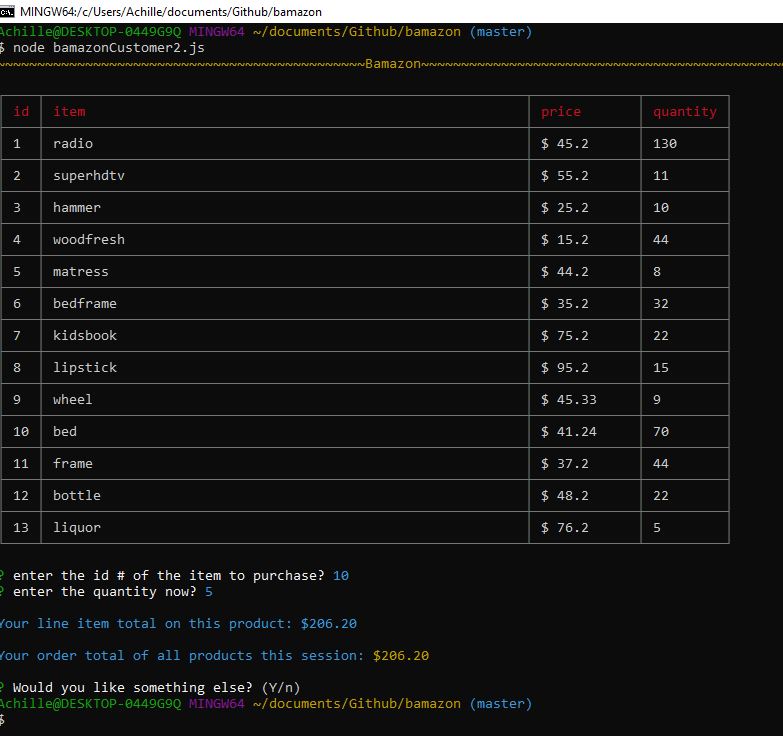 MINGW64:/c/Users/Achille/documents/Github/bamazon
Achille@DESKTOP-0449G9Q MINGW64 ~/documents/Github/bamazon (master)
$ node bamazonCustomer2.js
~~~~~~~~~~~~~~~~~~~~~~~~~~~~~~~~~~~~~~~~~~~~~~Bamazon~~~~~~~~~~~~~~~~~~~~~~~~~~~~~~~~~~~~~~~~~~~~~~
id item price quantity
1 radio $ 45.2 130
2 superhdtv $ 55.2 11
3 hammer $ 25.2 10
4 woodfresh $ 15.2 44
5 matress $ 44.2 8
6 bedframe $ 35.2 32
7 kidsbook $ 75.2 22
8 lipstick $ 95.2 15
9 wheel $ 45.33 9
10 bed $ 41.24 70
11 frame $ 37.2 44
12 bottle $ 48.2 22
13 liquor $ 76.2 5
? enter the id # of the item to purchase? 10
? enter the quantity now? 5
Your line item total on this product: $206.20
Your order total of all products this session: $206.20
? Would you like something else? (Y/n)
Achille@DESKTOP-0449G9Q MINGW64 ~/documents/Github/bamazon (master)
$